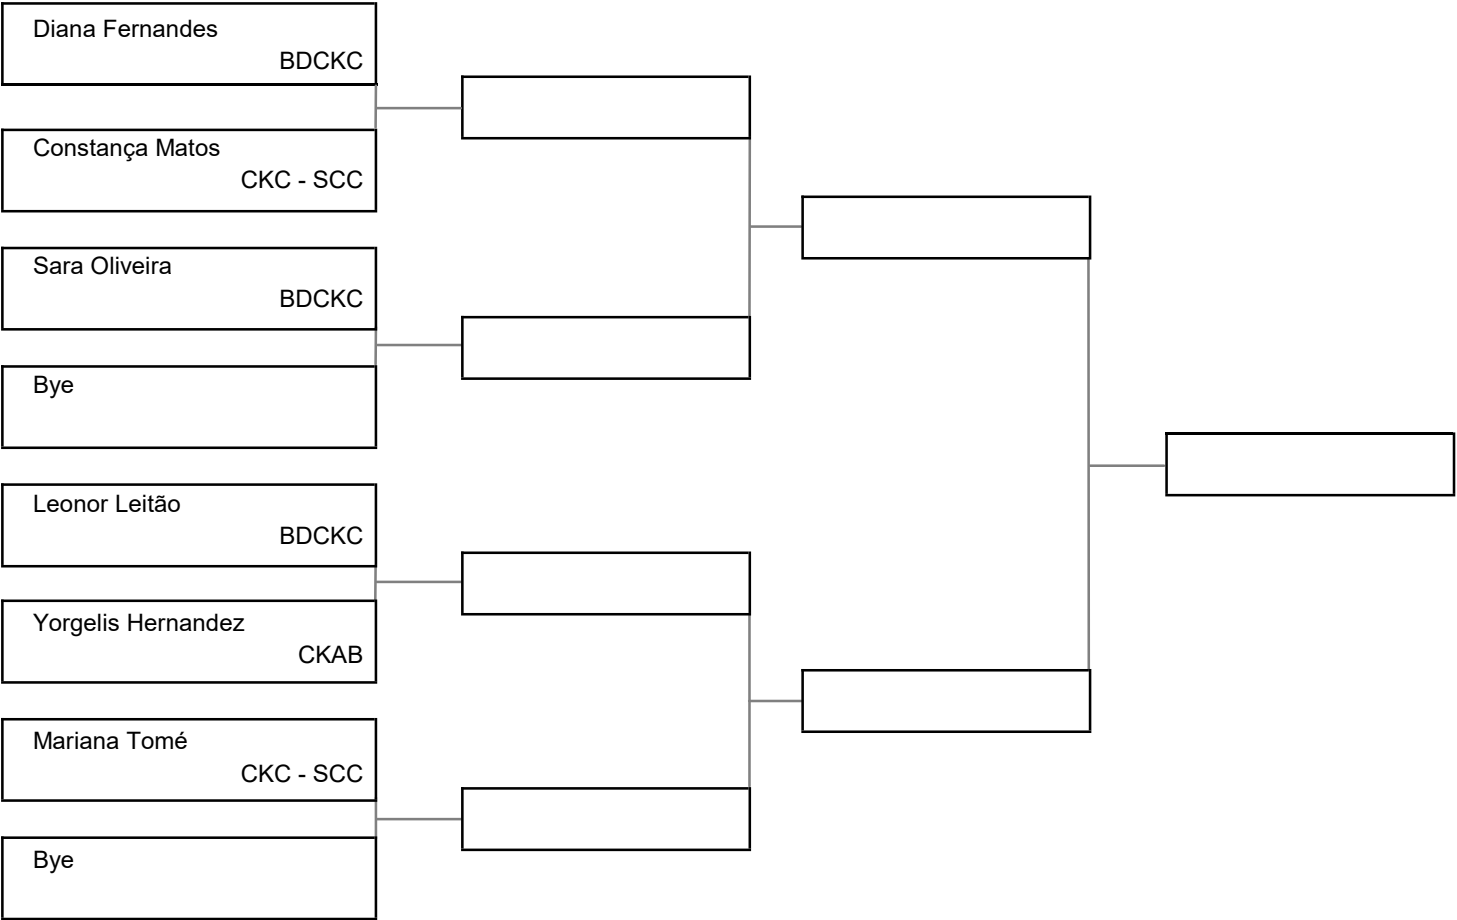 Diana Fernandes
BDCKC
Constança Matos
CKC - SCC
Sara Oliveira
BDCKC
Bye
Leonor Leitão
BDCKC
Yorgelis Hernandez
CKAB
Mariana Tomé
CKC - SCC
Bye